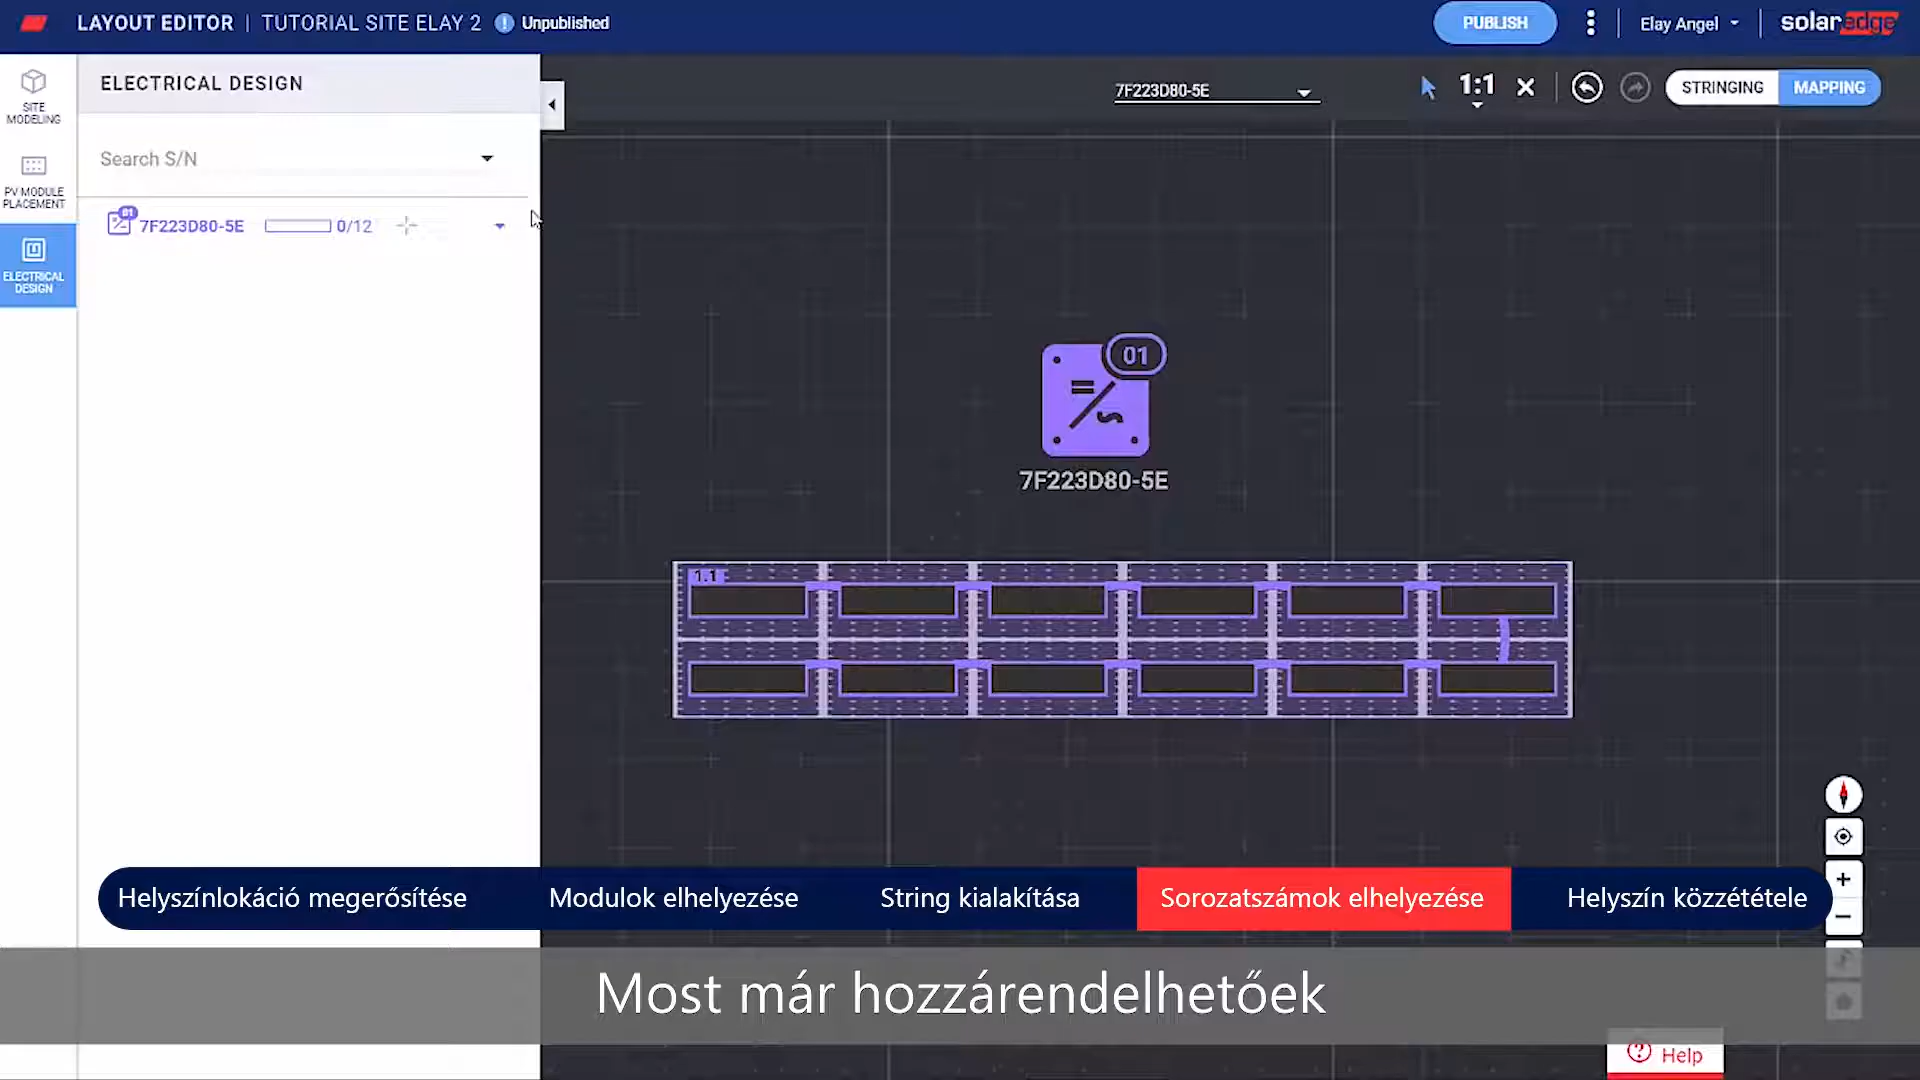 LAYOUT EDITOR | TUTORIAL SITE ELAY 2 Unpublished
PUBLISH
Elay Angel
solaredge
SITE MODELING
PV MODULE PLACEMENT
ELECTRICAL DESIGN
ELECTRICAL DESIGN
Search S/N
01
7F223D80-5E 0/12
7F223D80-5E
1:1
STRINGING
MAPPING
01
7F223D80-5E
1.1
Helyszínlokáció megerősítése
Modulok elhelyezése
String kialakítása
Sorozatszámok elhelyezése
Helyszín közzététele
Most már hozzárendelhetőek
Help